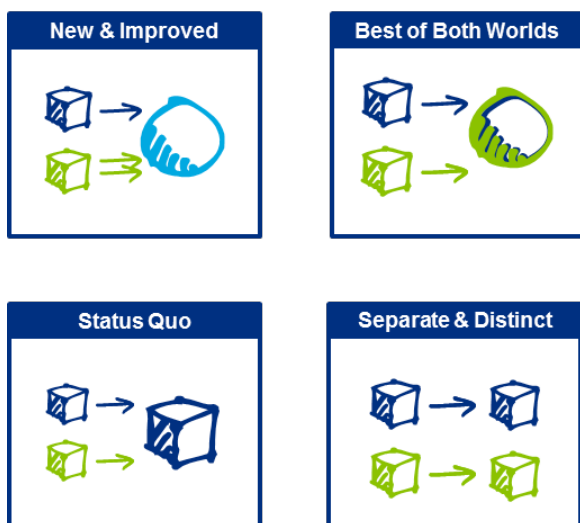 New & Improved
Best of Both Worlds
Status Quo
Separate & Distinct